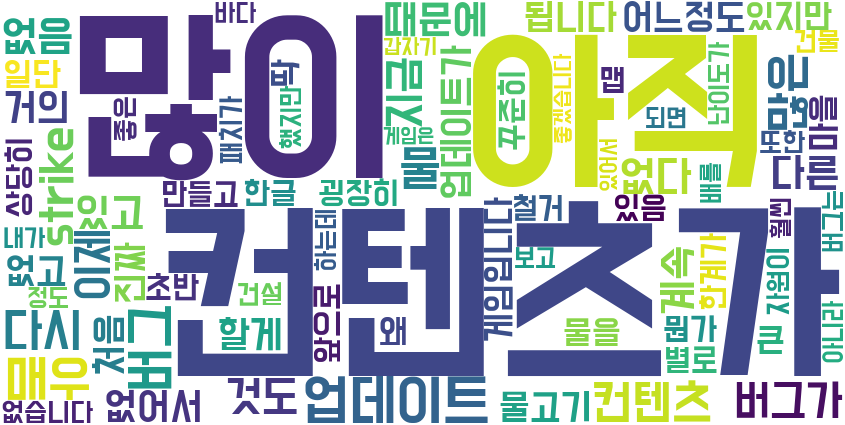 바다
없음
많이
때문에
됩니다
어느정도
있지만
갑자기
일단
딱
지금
아직
좋겠습니다
맵
건물
거의
좋은
패치가
했지만
게임은
업데이트가
꾸준히
되면
난이도가
많은
또한
마을
상당히
strike
만들고
한글
굉장히
몇몇
있어서
없다
배를
다른
있고
컨텐츠가
하는데
게임입니다
철거
있음
훨씬
버그는
내가
이제
진짜
없고
정도
초반
건설
앞으로
보고
계속
한계가
자원이
다시
처음
버그
할게
왜
물을
뭔가
별로
큰
아니라
매우
없습니다
없어서
것도
업데이트
물고기
컨텐츠
버그가